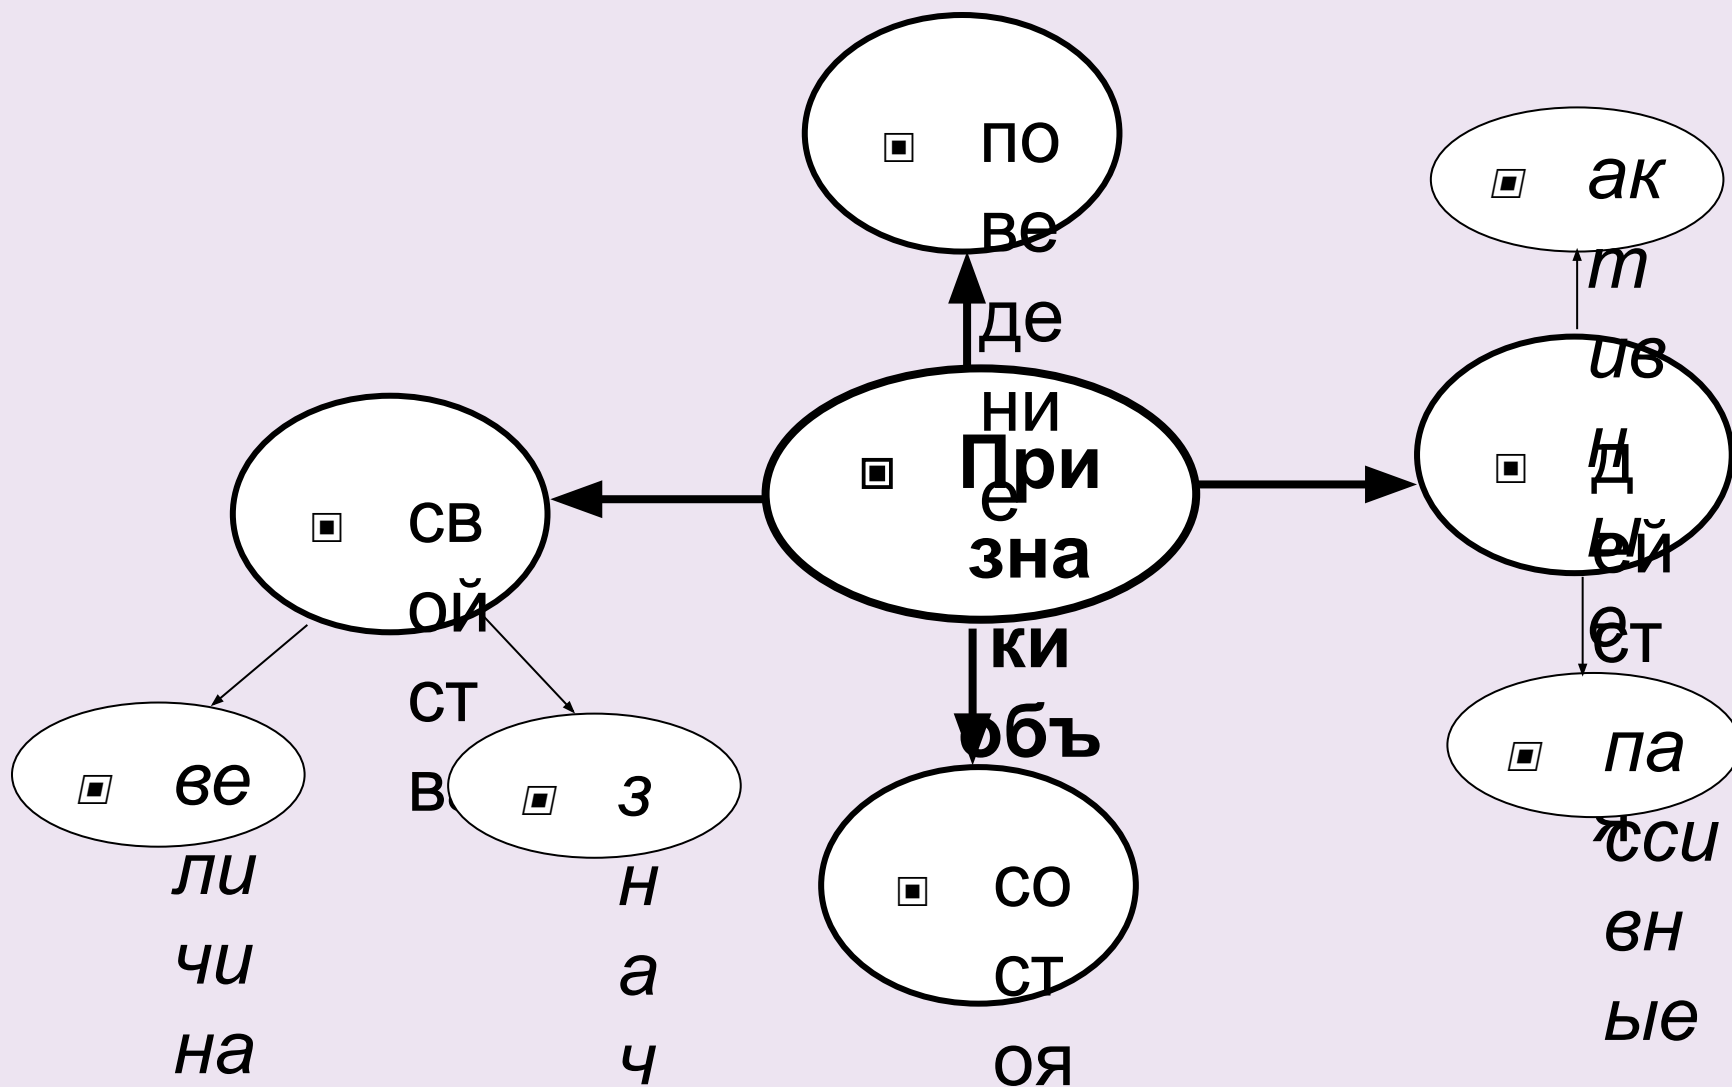 по
ве
де
ни
е
ак
т
ив
н
ы
е
При
зна
ки
объ
д
ей
ст
я
св
ой
ст
ва
ве
ли
чи
на
з
н
а
ч
со
ст
оя
па
сси
вн
ые